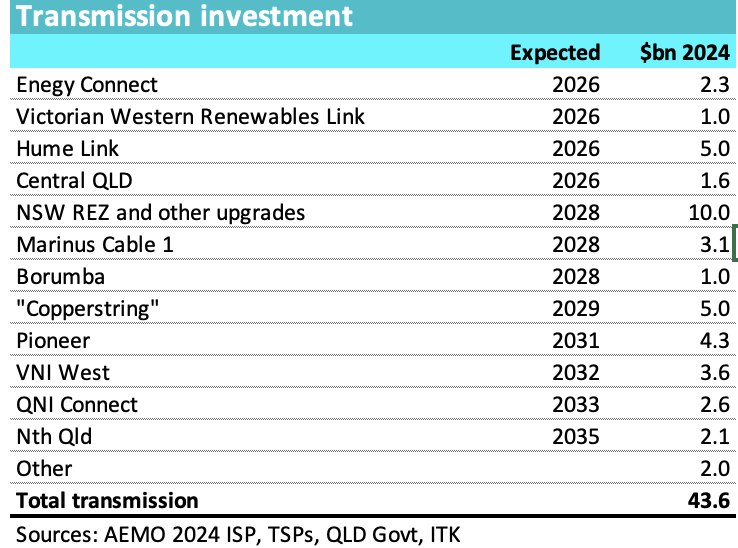 Transmission investment
Expected $bn 2024
Enegy Connect 2026 2.3
Victorian Western Renewables Link 2026 1.0
Hume Link 2026 5.0
Central QLD 2026 1.6
NSW REZ and other upgrades 2028 10.0
Marinus Cable 1 2028 3.1
Borumba 2028 1.0
"Copperstring" 2029 5.0
Pioneer 2031 4.3
VNI West 2032 3.6
QNI Connect 2033 2.6
Nth Qld 2035 2.1
Other 2.0
Total transmission 43.6
Sources: AEMO 2024 ISP, TSPs, QLD Govt, ITK